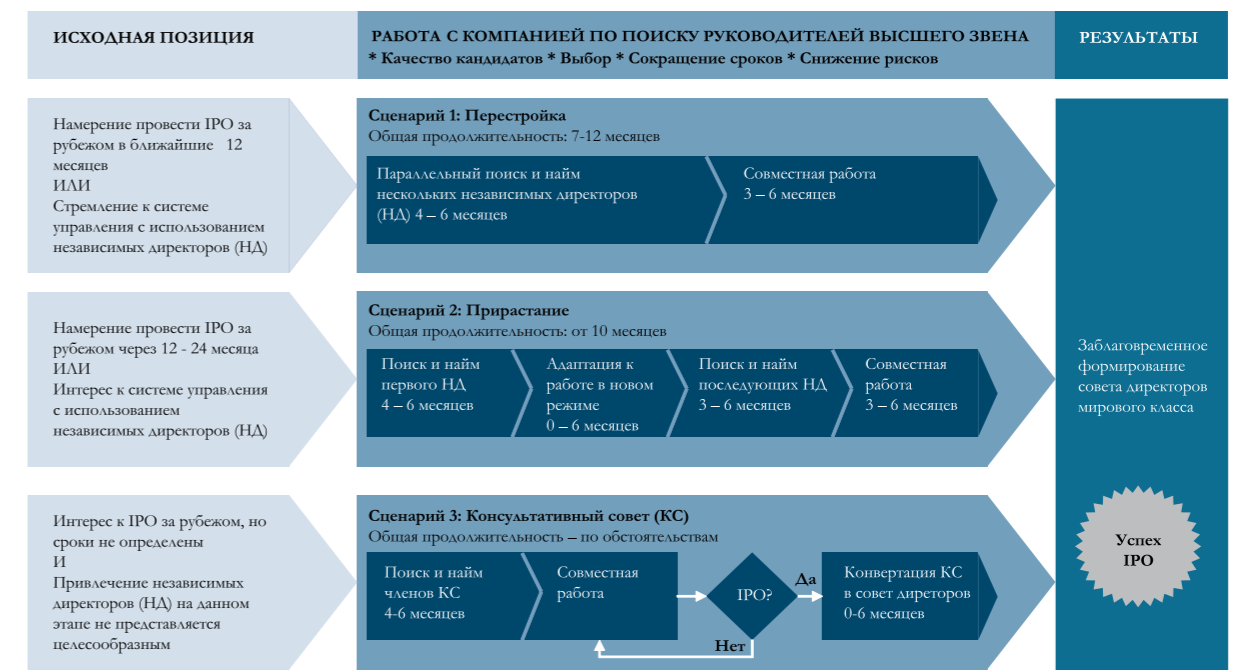 ИСХОДНАЯ ПОЗИЦИЯ
РАБОТА С КОМПАНИЕЙ ПО ПОИСКУ РУКОВОДИТЕЛЕЙ ВЫСШЕГО ЗВЕНА
* Качество кандидатов * Выбор * Сокращение сроков * Снижение рисков
РЕЗУЛЬТАТЫ
Намерение провести IPO за
рубежом в ближайшие 12
месяцев
ИЛИ
Стремление к системе
управления с использованием
независимых директоров (НД)
Сценарий 1: Перестройка
Общая продолжительность: 7-12 месяцев
Параллельный поиск и найм
нескольких независимых директоров
(НД) 4 – 6 месяцев
Совместная работа
3 – 6 месяцев
Намерение провести IPO за
рубежом через 12 - 24 месяца
ИЛИ
Интерес к системе управления
с использованием
независимых директоров (НД)
Сценарий 2: Прирастание
Общая продолжительность: от 10 месяцев
Поиск и найм
первого НД
4 – 6 месяцев
Адаптация к
работе в новом
режиме
0 – 6 месяцев
Поиск и найм
последующих НД
3 – 6 месяцев
Совместная
работа
3 – 6 месяцев
Интерес к IPO за рубежом, но
сроки не определены
И
Привлечение независимых
директоров (НД) на данном
этапе не представляется
целесообразным
Сценарий 3: Консультативный совет (КС)
Общая продолжительность – по обстоятельствам
Поиск и найм
членов КС
4-6 месяцев
Совместная
работа
IPO?
Да
Нет
Конвертация КС
в совет диреторов
0-6 месяцев
Заблаговременное
формирование
совета директоров
мирового класса
Успех
IPO